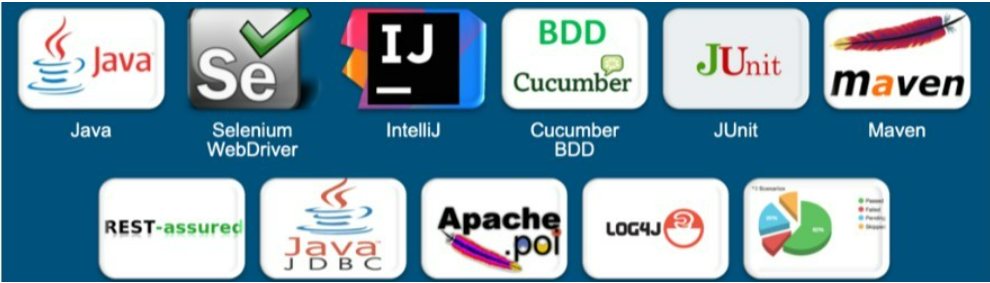 Java
Se
IJ
BDD
Cucumber
JUnit
maven
Java
Selenium
WebDriver
IntelliJ
Cucumber
BDD
JUnit
Maven
REST-assured
Java
JDBC
Apache
.poi
LOG4J
Scenarios
Passed
Failed
Pending
Skipped